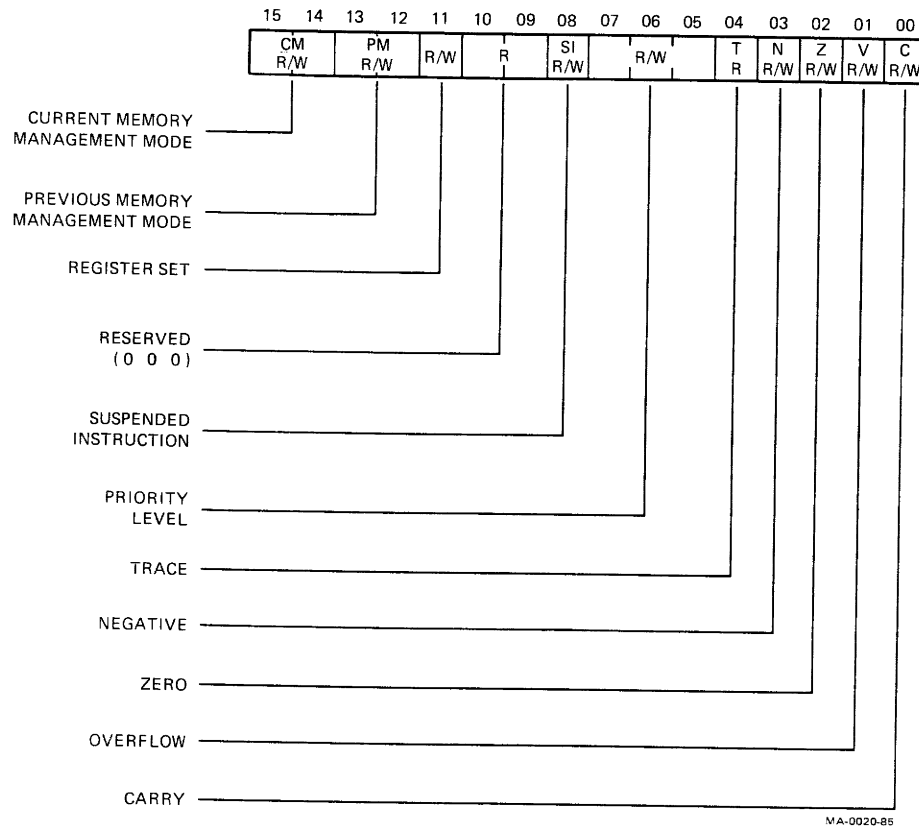 15 14 13 12 11 10 09 08 07 06 05 04 03 02 01 00
CM PM R/W R SI R/W T N Z V C
R/W R/W R/W R R/W R/W R/W R/W
CURRENT MEMORY
MANAGEMENT MODE
PREVIOUS MEMORY
MANAGEMENT MODE
REGISTER SET
RESERVED
(0 0 0)
SUSPENDED
INSTRUCTION
PRIORITY
LEVEL
TRACE
NEGATIVE
ZERO
OVERFLOW
CARRY
MA-0020-85